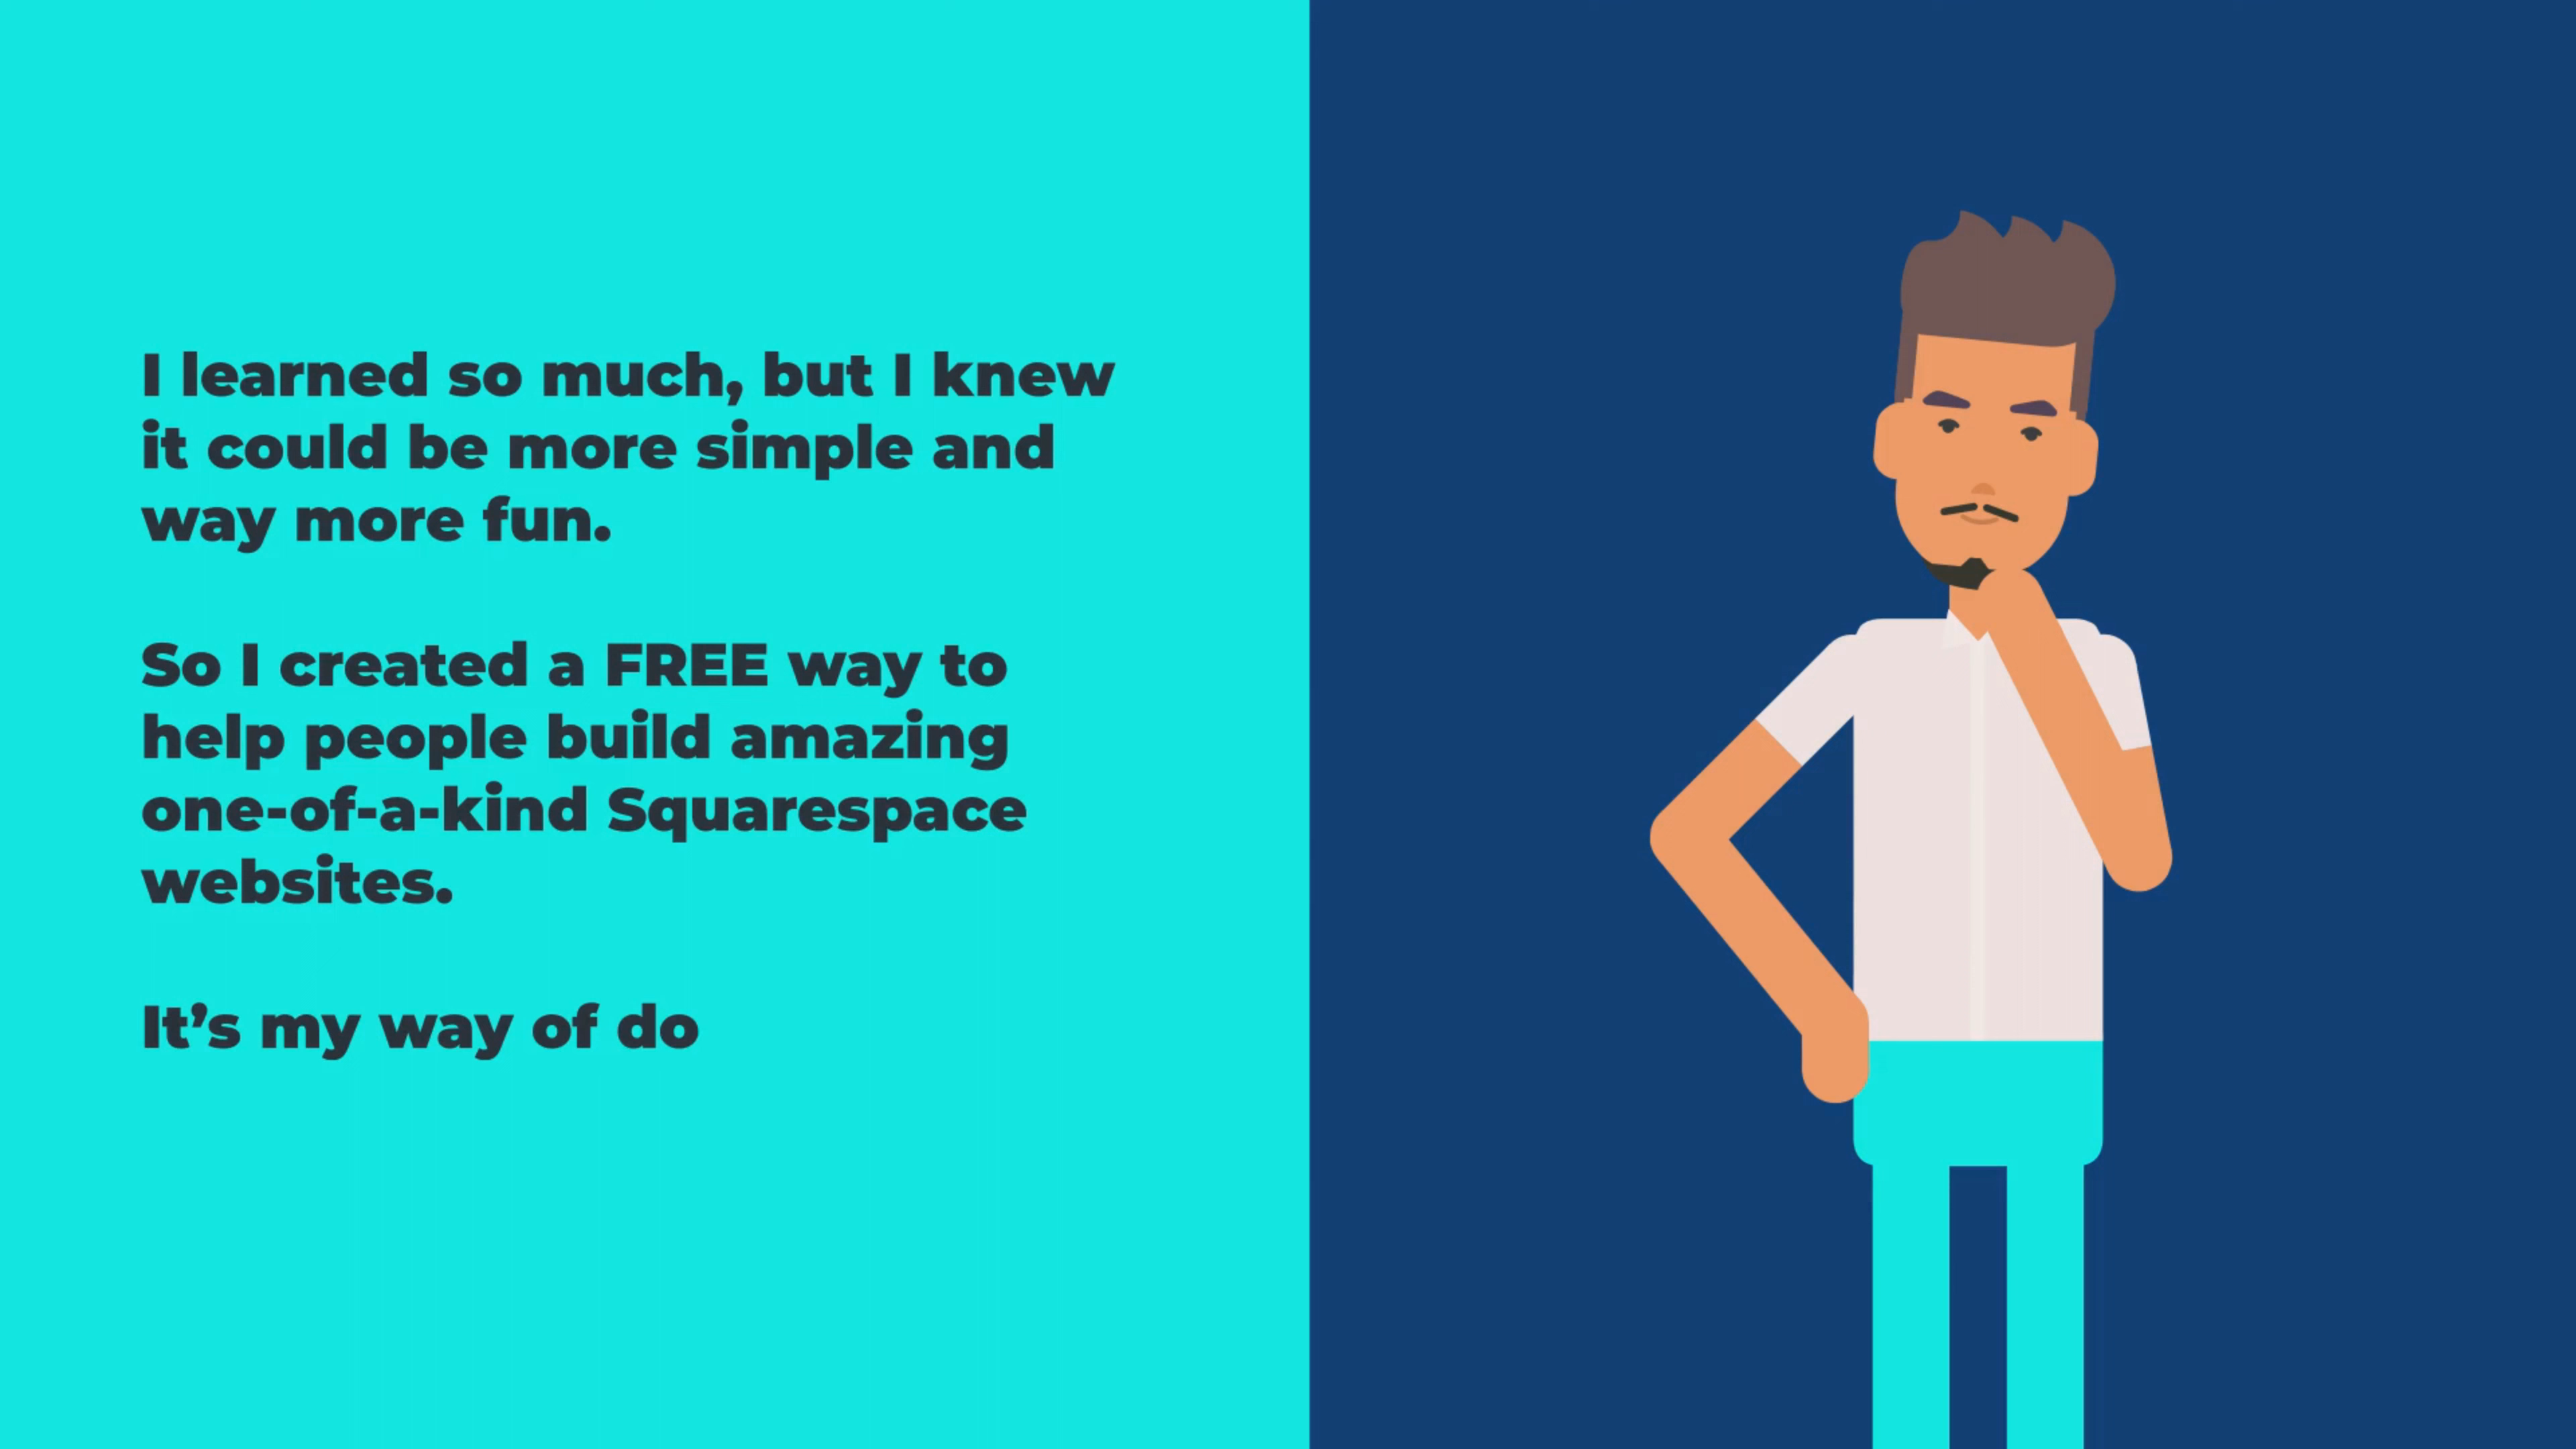 I learned so much, but I knew
it could be more simple and
way more fun.
So I created a FREE way to
help people build amazing
one-of-a-kind Squarespace
websites.
It’s my way of do